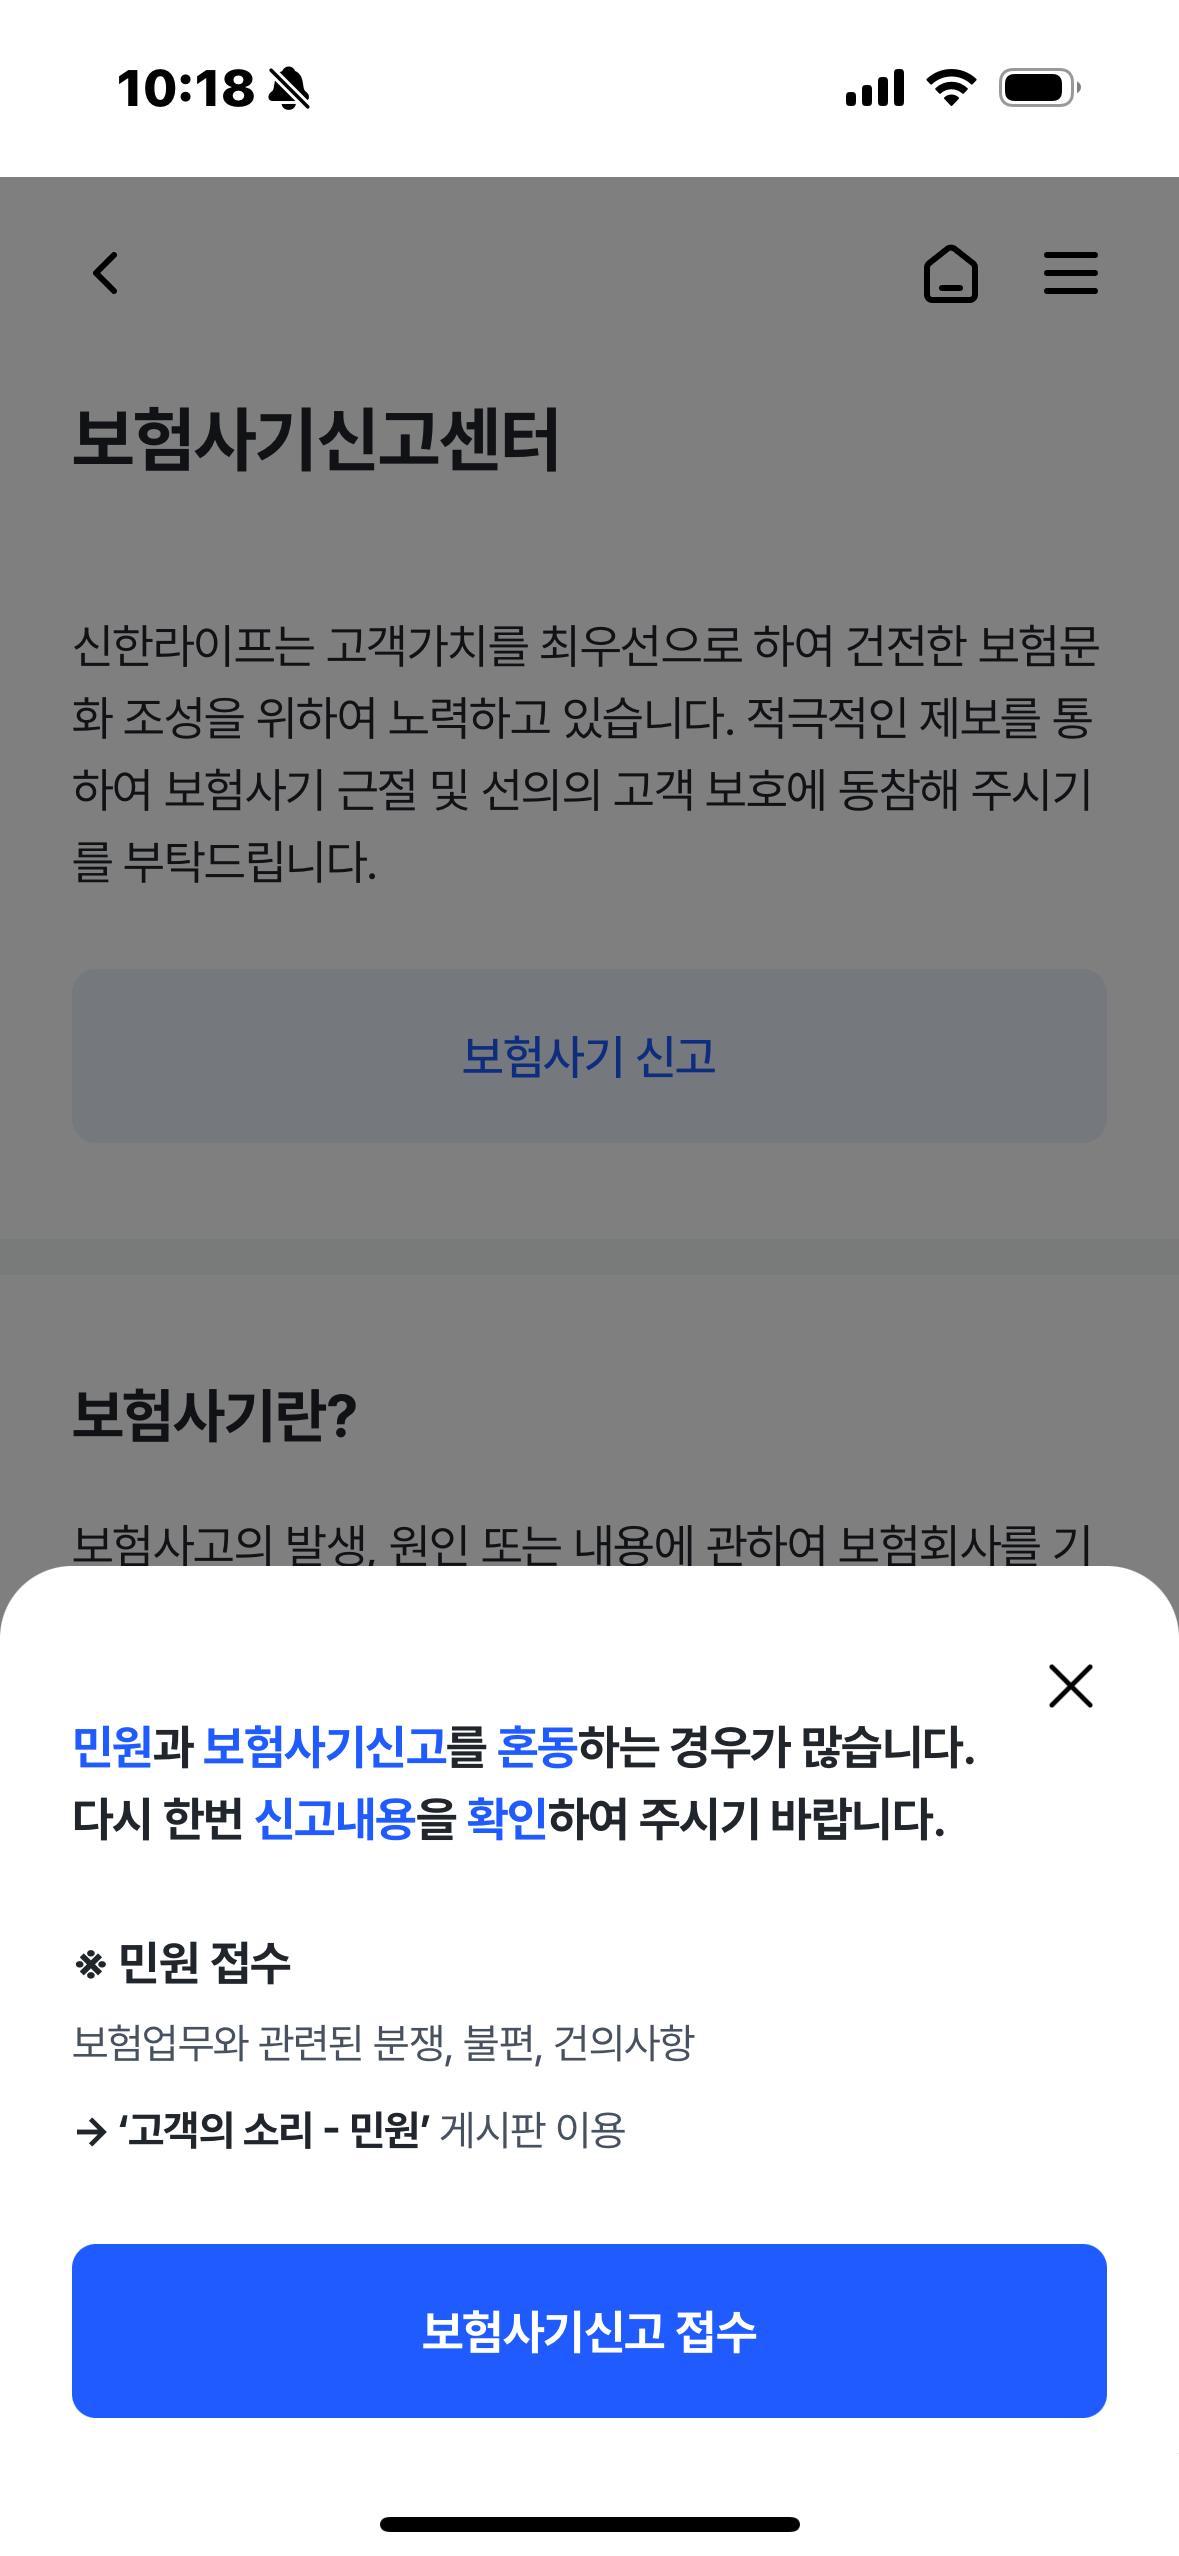 10:18
보험사기신고센터
신한라이프는 고객가치를 최우선으로 하여 건전한 보험문
화 조성을 위하여 노력하고 있습니다. 적극적인 제보를 통
하여 보험사기 근절 및 선의의 고객 보호에 동참해 주시기
를 부탁드립니다.
보험사기 신고
보험사기란?
보험사고의 발생, 원인 또는 내용에 관하여 보험회사를 기
민원과 보험사기신고를 혼동하는 경우가 많습니다.
다시 한번 신고내용을 확인하여 주시기 바랍니다.
※ 민원 접수
보험업무와 관련된 분쟁, 불편, 건의사항
→ ‘고객의 소리 - 민원’ 게시판 이용
보험사기신고 접수